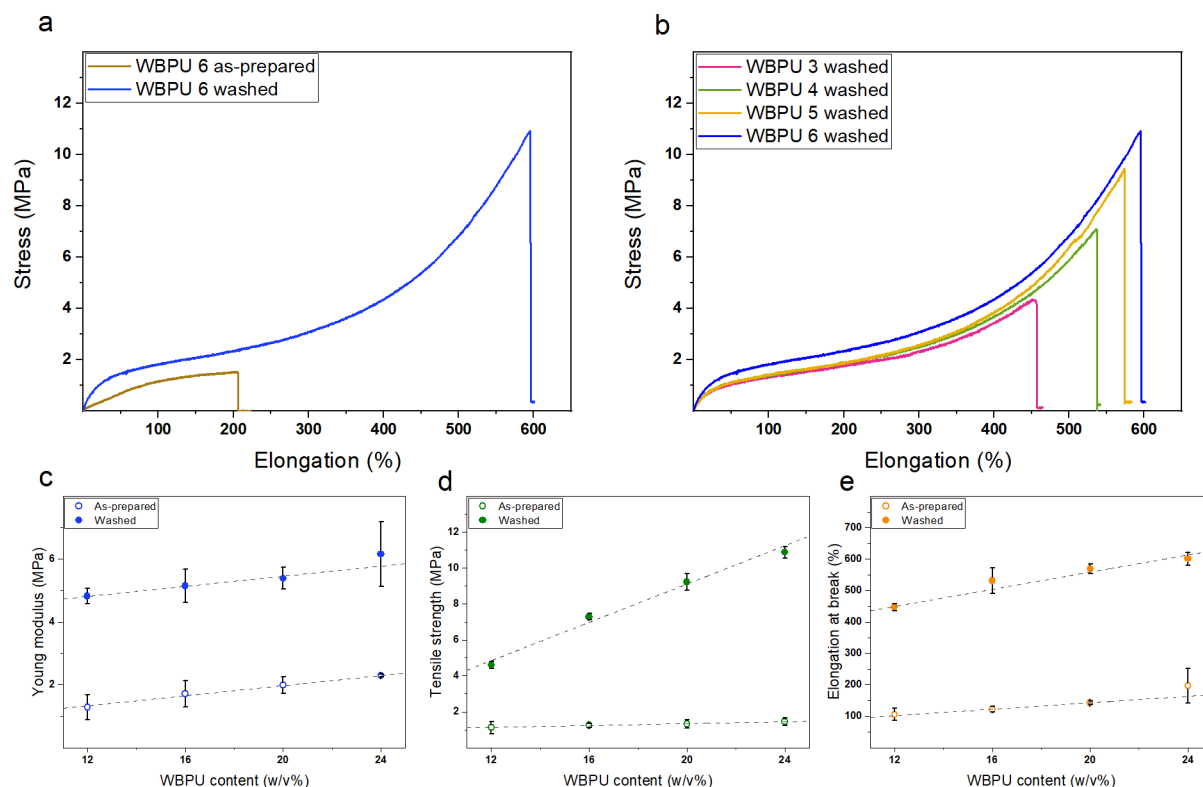 a
WBPU 6 as-prepared
WBPU 6 washed
Stress (MPa)
12
10
8
6
4
2
100 200 300 400 500 600
Elongation (%)
b
WBPU 3 washed
WBPU 4 washed
WBPU 5 washed
WBPU 6 washed
Stress (MPa)
12
10
8
6
4
2
100 200 300 400 500 600
Elongation (%)
c
As-prepared
Washed
Young modulus (MPa)
6
4
2
12 16 20 24
WBPU content (w/v%)
d
As-prepared
Washed
Tensile strength (MPa)
12
10
8
6
4
2
12 16 20 24
WBPU content (w/v%)
e
As-prepared
Washed
Elongation at break (%)
700
600
500
400
300
200
100
12 16 20 24
WBPU content (w/v%)